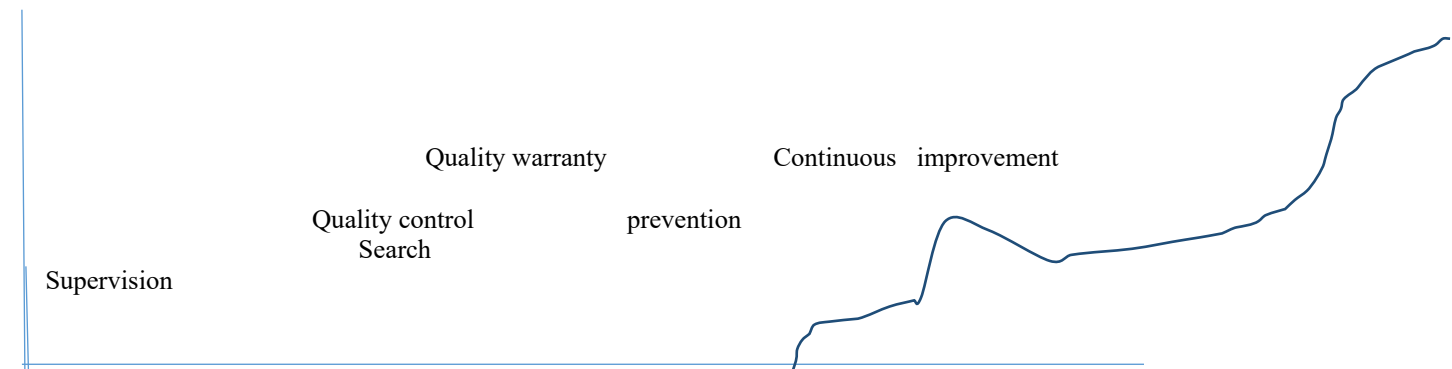 Quality warranty Continuous improvement
Quality control prevention
Search
Supervision